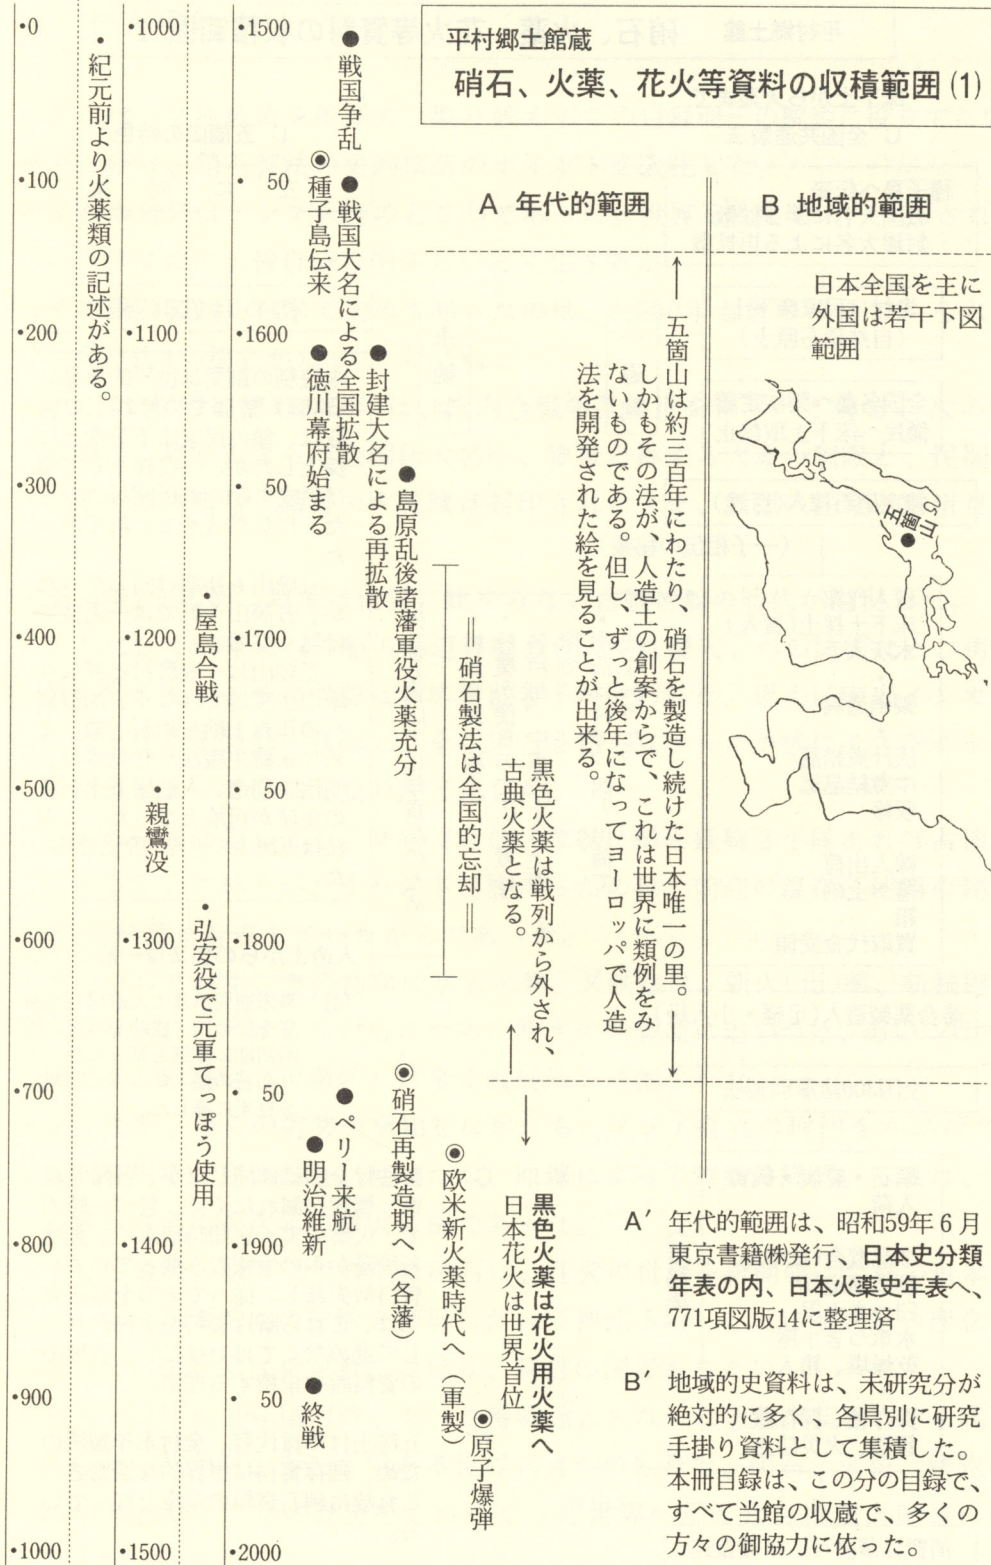 平村郷土館蔵
硝石、火薬、花火等資料の収積範囲(1)
A 年代的範囲
B 地域的範囲
日本全国を主に
外国は若干下図
範囲
五箇山
五箇山は約三百年にわたり、硝石を製造し続けた日本唯一の里。
しかもその法が、人造土の創案からで、これは世界に類例をみ
ないものである。但し、ずっと後年になってヨーロッパで人造
法を開発された絵を見ることが出来る。
黒色火薬は戦列から外され、
古典火薬となる。
黒色火薬は花火用火薬へ
日本花火は世界首位
◉原子爆弾
◉欧米新火薬時代へ(軍製)
=硝石製法は全国的忘却=
◉硝石再製造期へ(各藩)
●島原乱後諸藩軍役火薬充分
●封建大名による再拡散
●戦国争乱
●戦国大名による全国拡散
●ペリー来航
◉種子島伝来
●徳川幕府始まる
●明治維新
●終戦
•1500
• 50
•1600
• 50
•1700
• 50
•1800
• 50
•1900
• 50
•2000
•屋島合戦
•弘安役で元軍てっぽう使用
•親鸞没
•1000
•1100
•1200
•1300
•1400
•1500
•紀元前より火薬類の記述がある。
•0
•100
•200
•300
•400
•500
•600
•700
•800
•900
•1000
A′ 年代的範囲は、昭和59年6月
東京書籍㈱発行、日本史分類
年表の内、日本火薬史年表へ、
771項図版14に整理済
B′ 地域的史資料は、未研究分が
絶対的に多く、各県別に研究
手掛り資料として集積した。
本冊目録は、この分の目録で、
すべて当館の収蔵で、多くの
方々の御協力に依った。